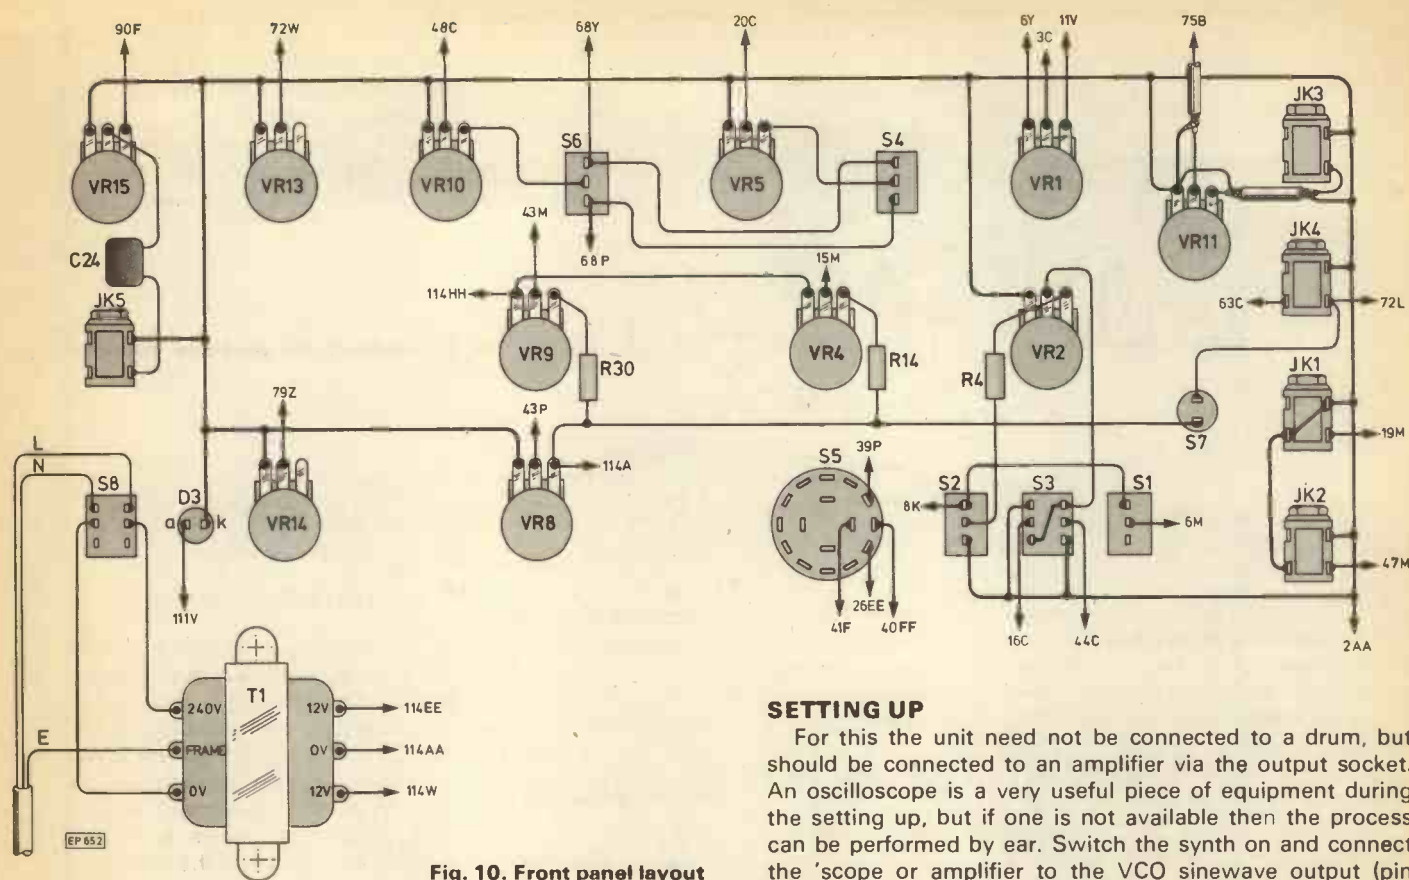 90F
72W
48C
68Y
20C
6Y
3C
11V
75B
JK3
S6
S4
VR15
VR13
VR10
VR5
VR1
VR11
43M
68P
15M
C24
JK4
114HH
63C
72L
JK5
VR9
R30
VR4
R14
R4
VR2
JK1
79Z
43P
19M
L
N
S7
39P
114A
S5
S8
D3
S2
S3
S1
JK2
a
k
VR14
VR8
8K
6M
47M
111V
41F
26EE
40FF
16C
44C
2AA
T1
240V
12V
114EE
E
FRAME
0V
114AA
0V
12V
114W
EP652
Fig. 10. Front panel layout
SETTING UP
For this the unit need not be connected to a drum, but
should be connected to an amplifier via the output socket.
An oscilloscope is a very useful piece of equipment during
the setting up, but if one is not available then the process
can be performed by ear. Switch the synth on and connect
the 'scope or amplifier to the VCO sinewave output (pin